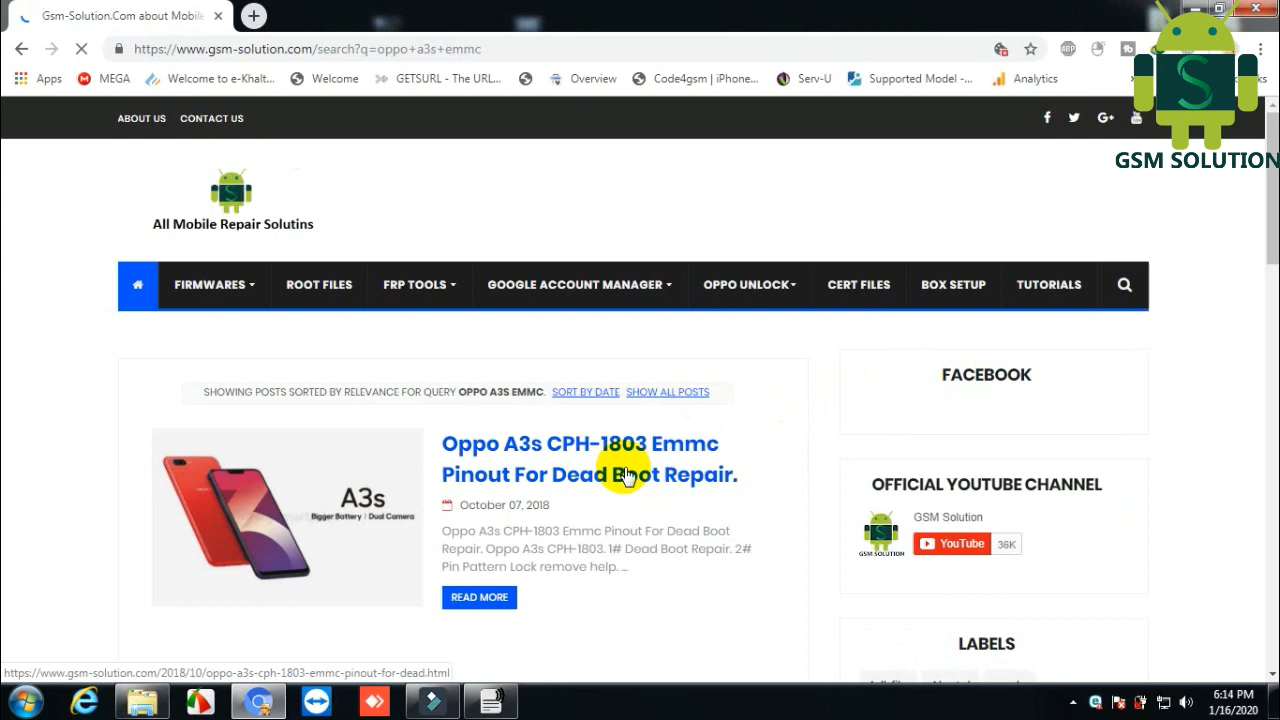 Gsm-Solution.Com about Mobile
https://www.gsm-solution.com/search?q=oppo+a3s+emmc
ABP
Apps
MEGA
Welcome to e-Khalt...
Welcome
GETSURL - The URL...
Overview
Code4gsm | iPhone...
Serv-U
Supported Model -...
Analytics
S
GSM SOLUTION
ABOUT US CONTACT US
All Mobile Repair Solutins
FIRMWARES
ROOT FILES
FRP TOOLS
GOOGLE ACCOUNT MANAGER
OPPO UNLOCK
CERT FILES
BOX SETUP
TUTORIALS
SHOWING POSTS SORTED BY RELEVANCE FOR QUERY OPPO A3S EMMC. SORT BY DATE SHOW ALL POSTS
A3s
Bigger Battery | Dual Camera
Oppo A3s CPH-1803 Emmc
Pinout For Dead Boot Repair.
October 07, 2018
Oppo A3s CPH-1803 Emmc Pinout For Dead Boot
Repair. Oppo A3s CPH-1803. 1# Dead Boot Repair. 2#
Pin Pattern Lock remove help. ...
READ MORE
FACEBOOK
OFFICIAL YOUTUBE CHANNEL
GSM Solution
YouTube 36K
GSM SOLUTION
LABELS
https://www.gsm-solution.com/2018/10/oppo-a3s-cph-1803-emmc-pinout-for-dead.html
6:14 PM
1/16/2020